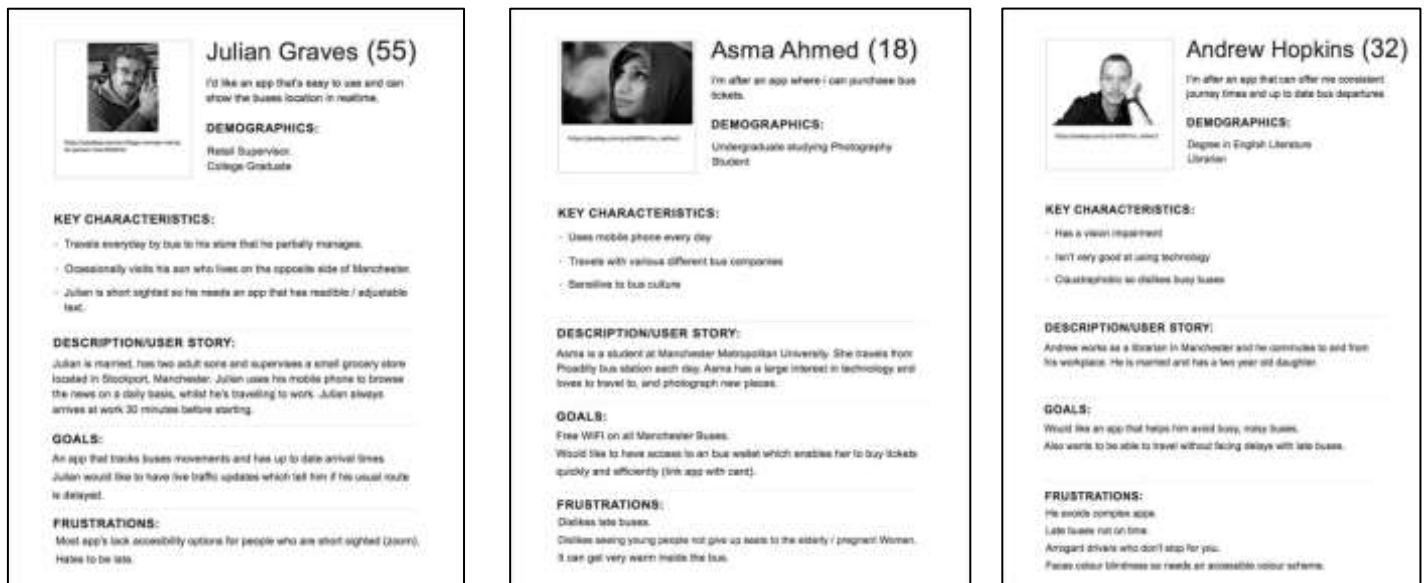 Julian Graves (55)
I'd like an app that's easy to use and can
show the buses location in realtime.
DEMOGRAPHICS:
Retail Supervisor.
College Graduate
KEY CHARACTERISTICS:
- Travels everyday by bus to his store that he partially manages.
- Ocassionally visits his son who lives on the opposite side of Manchester.
- Julian is short sighted so he needs an app that has readible / adjustable
text.
DESCRIPTION/USER STORY:
Julian is married, has two adult sons and supervises a small grocery store
located in Stockport, Manchester. Julian uses his mobile phone to browse
the news on a daily basis, whilst he's travelling to work. Julian always
arrives at work 30 minutes before starting.
GOALS:
An app that tracks buses movements and has up to date arrival times.
Julian would like to have live traffic updates which tell him if his usual route
is delayed.
FRUSTRATIONS:
Most app's lack accessibility options for people who are short sighted (zoom).
Hates to be late.
Asma Ahmed (18)
I'm after an app where i can purchase bus
tickets.
DEMOGRAPHICS:
Undergraduate studying Photography
Student
KEY CHARACTERISTICS:
- Uses mobile phone every day
- Travels with various different bus companies
- Sensitive to bus culture
DESCRIPTION/USER STORY:
Asma is a student at Manchester Metropolitan University. She travels from
Picadilly bus station each day. Asma has a large interest in technology and
loves to travel to, and photograph new places.
GOALS:
Free WIFI on all Manchester Buses.
Would like to have access to an bus wallet which enables her to buy tickets
quickly and efficiently (link app with card).
FRUSTRATIONS:
Dislikes late buses.
Dislikes seeing young people not give up seats to the elderly / pregnant Women.
It can get very warm inside the bus.
Andrew Hopkins (32)
I'm after an app that can offer me consistent
journey times and up to date bus departures
DEMOGRAPHICS:
Degree in English Literature
Librarian
KEY CHARACTERISTICS:
- Has a vision impairment
- Isn't very good at using technology
- Claustrophobic so dislikes busy buses
DESCRIPTION/USER STORY:
Andrew works as a librarian in Manchester and he commutes to and from
his workplace. He is married and has a two year old daughter.
GOALS:
Would like an app that helps him avoid busy, noisy buses.
Also wants to be able to travel without facing delays with late buses.
FRUSTRATIONS:
He avoids complex apps.
Late buses not on time.
Arrogant drivers who don't stop for you.
Faces colour blindness so needs an accessible colour scheme.